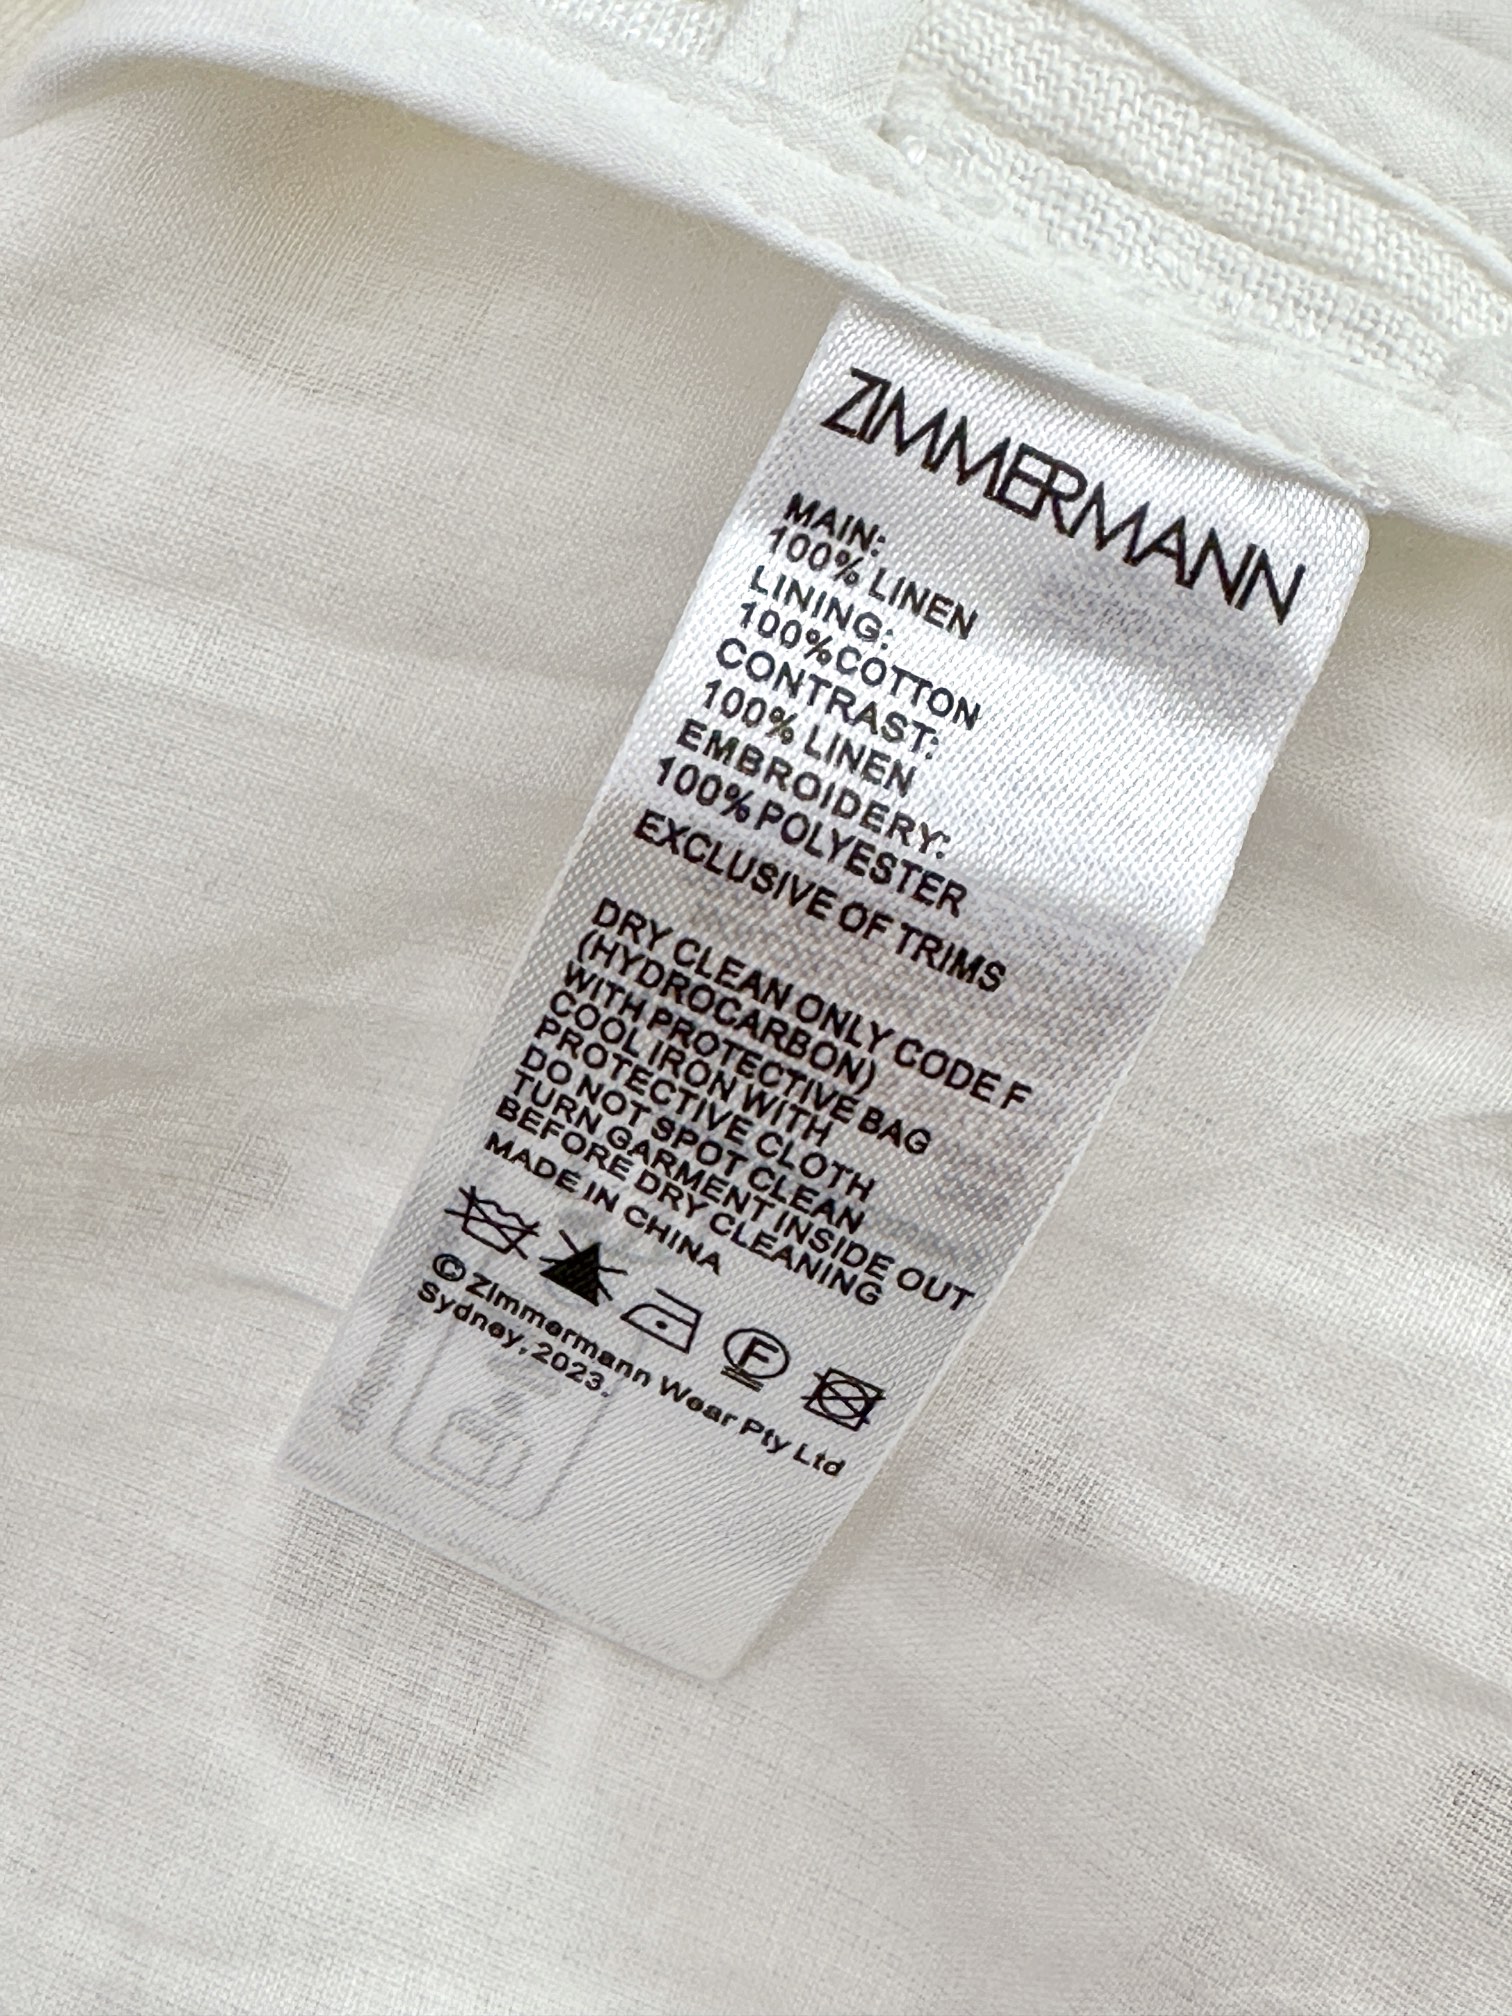 ZIMMERMANN
MAIN:
100% LINEN
LINING:
100%COTTON
CONTRAST:
100% LINEN
EMBROIDERY:
100%POLYESTER
EXCLUSIVE OF TRIMS
DRY CLEAN ONLY CODE F
(HYDROCARBON)
WITH PROTECTIVE BAG
COOL IRON WITH
PROTECTIVE CLOTH
DO NOT SPOT CLEAN
TURN GARMENT INSIDE OUT
BEFORE DRY CLEANING
MADE IN CHINA
F
© Zimmermann Wear Pty Ltd
Sydney, 2023.